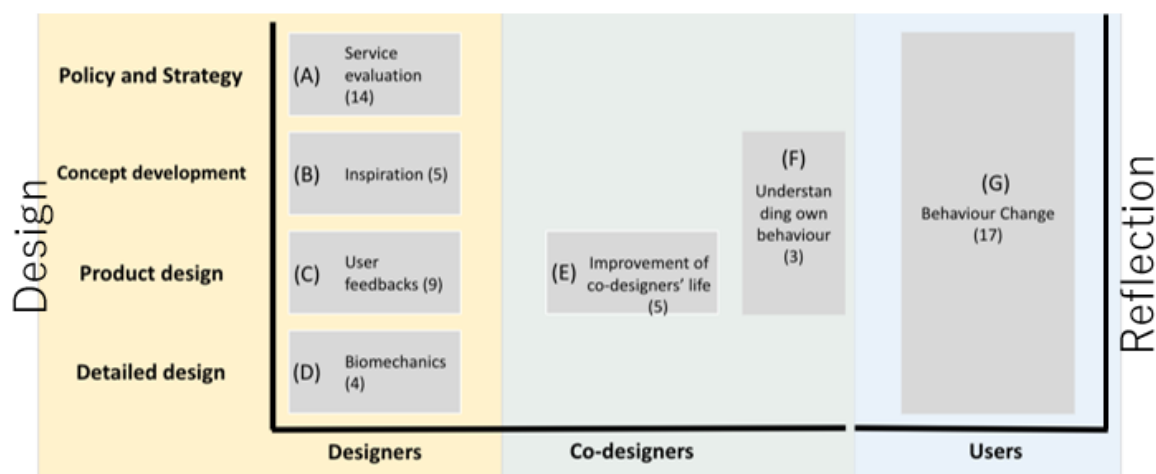 Design
Policy and Strategy
Concept development
Product design
Detailed design
(A)
Service
evaluation
(14)
(B)
Inspiration (5)
(C)
User
feedbacks (9)
(D)
Biomechanics
(4)
(E)
Improvement of
co-designers' life
(5)
(F)
Understan
ding own
behaviour
(3)
(G)
Behaviour Change
(17)
Reflection
Designers
Co-designers
Users